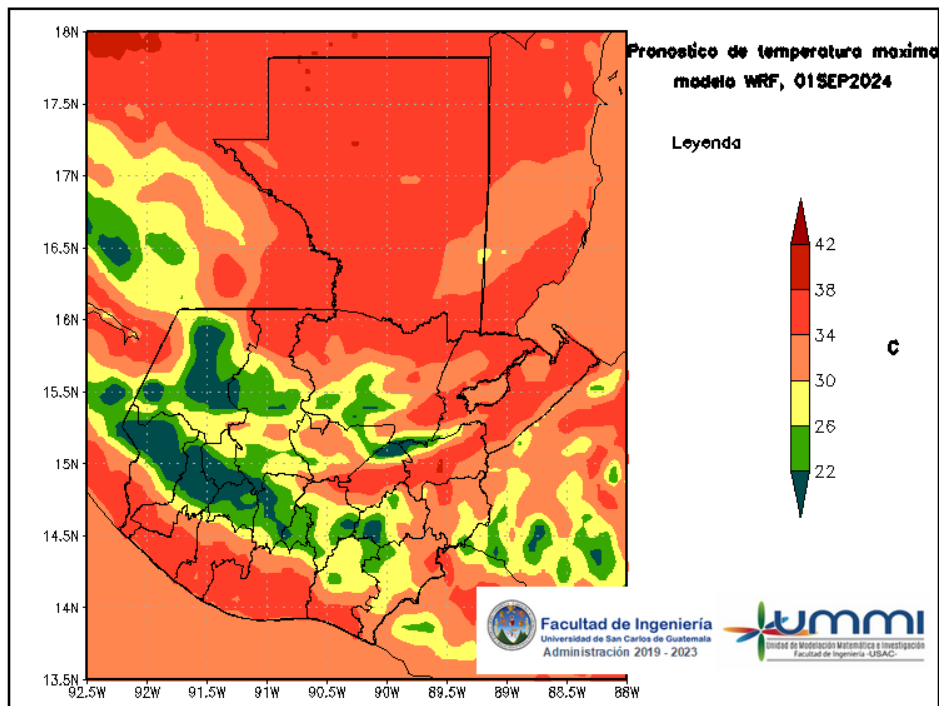 Pronostico de temperatura maxima
modelo WRF, 01SEP2024
Leyenda
18N
17.5N
17N
16.5N
16N
15.5N
15N
14.5N
14N
13.5N
92.5W 92W 91.5W 91W 90.5W 90W 89.5W 89W 88.5W 88W
42
38
34
30
26
22
C
Facultad de Ingeniería
Universidad de San Carlos de Guatemala
Administración 2019 - 2023
UMMI
Unidad de Modelación Matemática e Investigación
Facultad de Ingeniería -USAC-